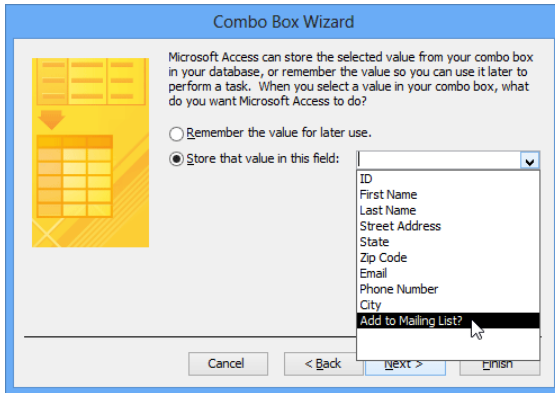 Combo Box Wizard
Microsoft Access can store the selected value from your combo box
in your database, or remember the value so you can use it later to
perform a task. When you select a value in your combo box, what
do you want Microsoft Access to do?
Remember the value for later use.
Store that value in this field:
ID
First Name
Last Name
Street Address
State
Zip Code
Email
Phone Number
City
Add to Mailing List?
Cancel
< Back
Next >
Finish